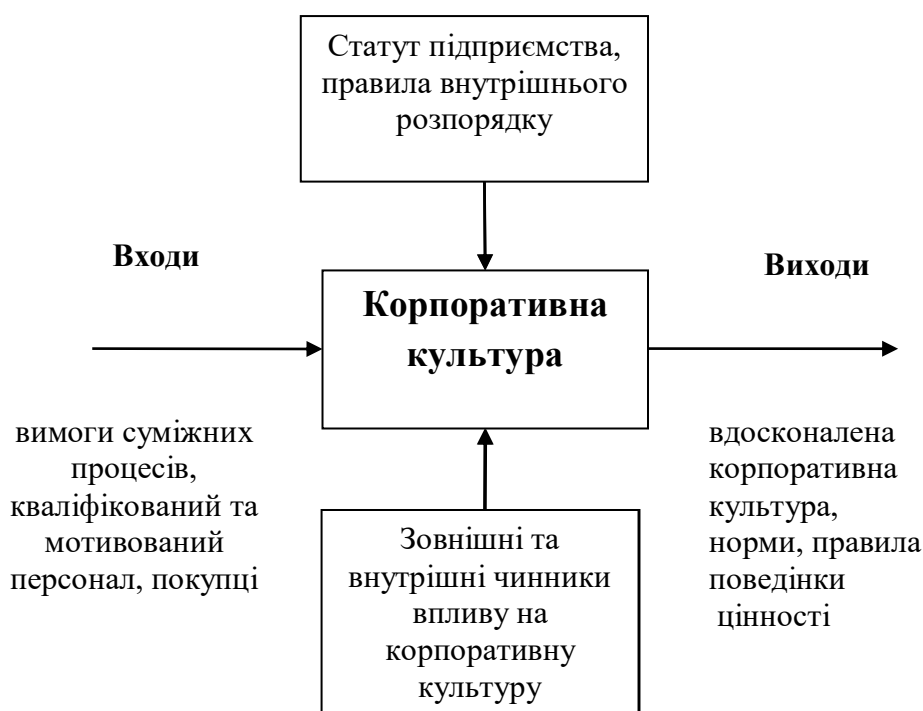 Статут підприємства,
правила внутрішнього
розпорядку
Входи
Виходи
Корпоративна
культура
вимоги суміжних
процесів,
кваліфікований та
мотивований
персонал, покупці
вдосконалена
корпоративна
культура,
норми, правила
поведінки
цінності
Зовнішні та
внутрішні чинники
впливу на
корпоративну
культуру